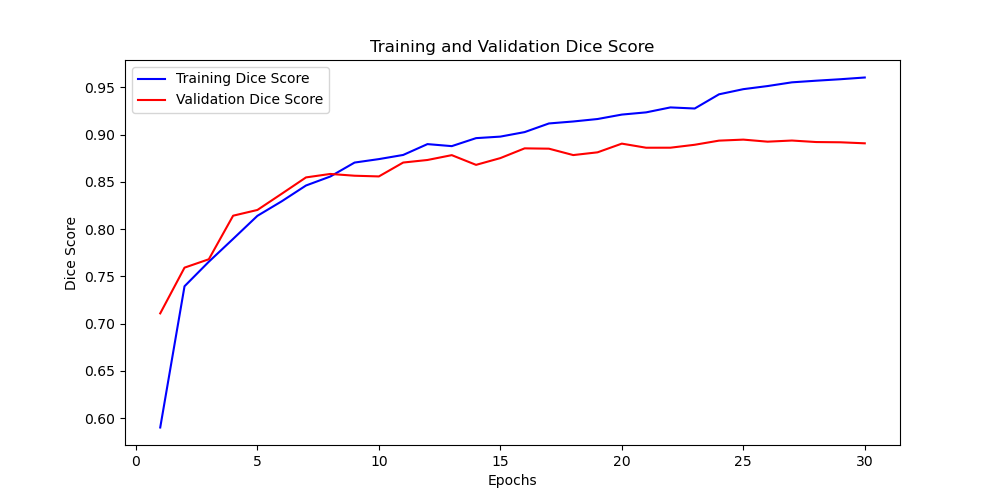 Training and Validation Dice Score
Training Dice Score
Validation Dice Score
Dice Score
0.95
0.90
0.85
0.80
0.75
0.70
0.65
0.60
0 5 10 15 20 25 30
Epochs